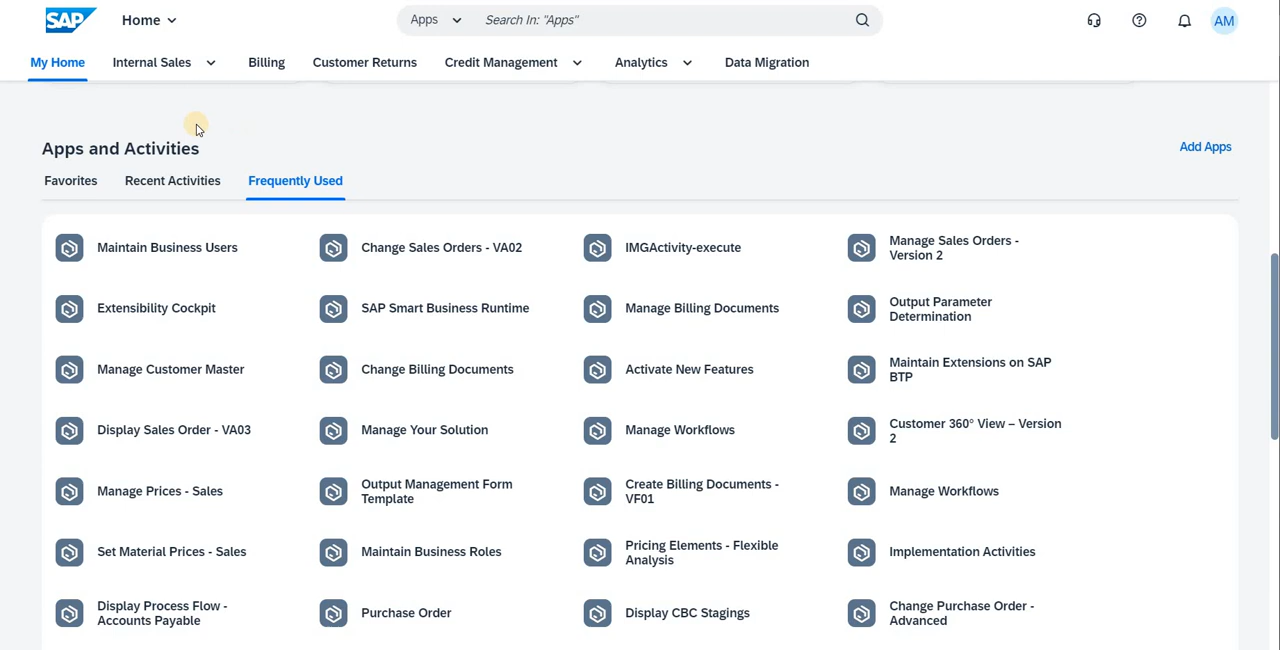 SAP Home Apps Search In: "Apps" AM
My Home Internal Sales Billing Customer Returns Credit Management Analytics Data Migration
Apps and Activities Add Apps
Favorites Recent Activities Frequently Used
Maintain Business Users
Change Sales Orders - VA02
IMGActivity-execute
Manage Sales Orders -
Version 2
Extensibility Cockpit
SAP Smart Business Runtime
Manage Billing Documents
Output Parameter
Determination
Manage Customer Master
Change Billing Documents
Activate New Features
Maintain Extensions on SAP
BTP
Display Sales Order - VA03
Manage Your Solution
Manage Workflows
Customer 360° View – Version
2
Manage Prices - Sales
Output Management Form
Template
Create Billing Documents -
VF01
Manage Workflows
Set Material Prices - Sales
Maintain Business Roles
Pricing Elements - Flexible
Analysis
Implementation Activities
Display Process Flow -
Accounts Payable
Purchase Order
Display CBC Stagings
Change Purchase Order -
Advanced